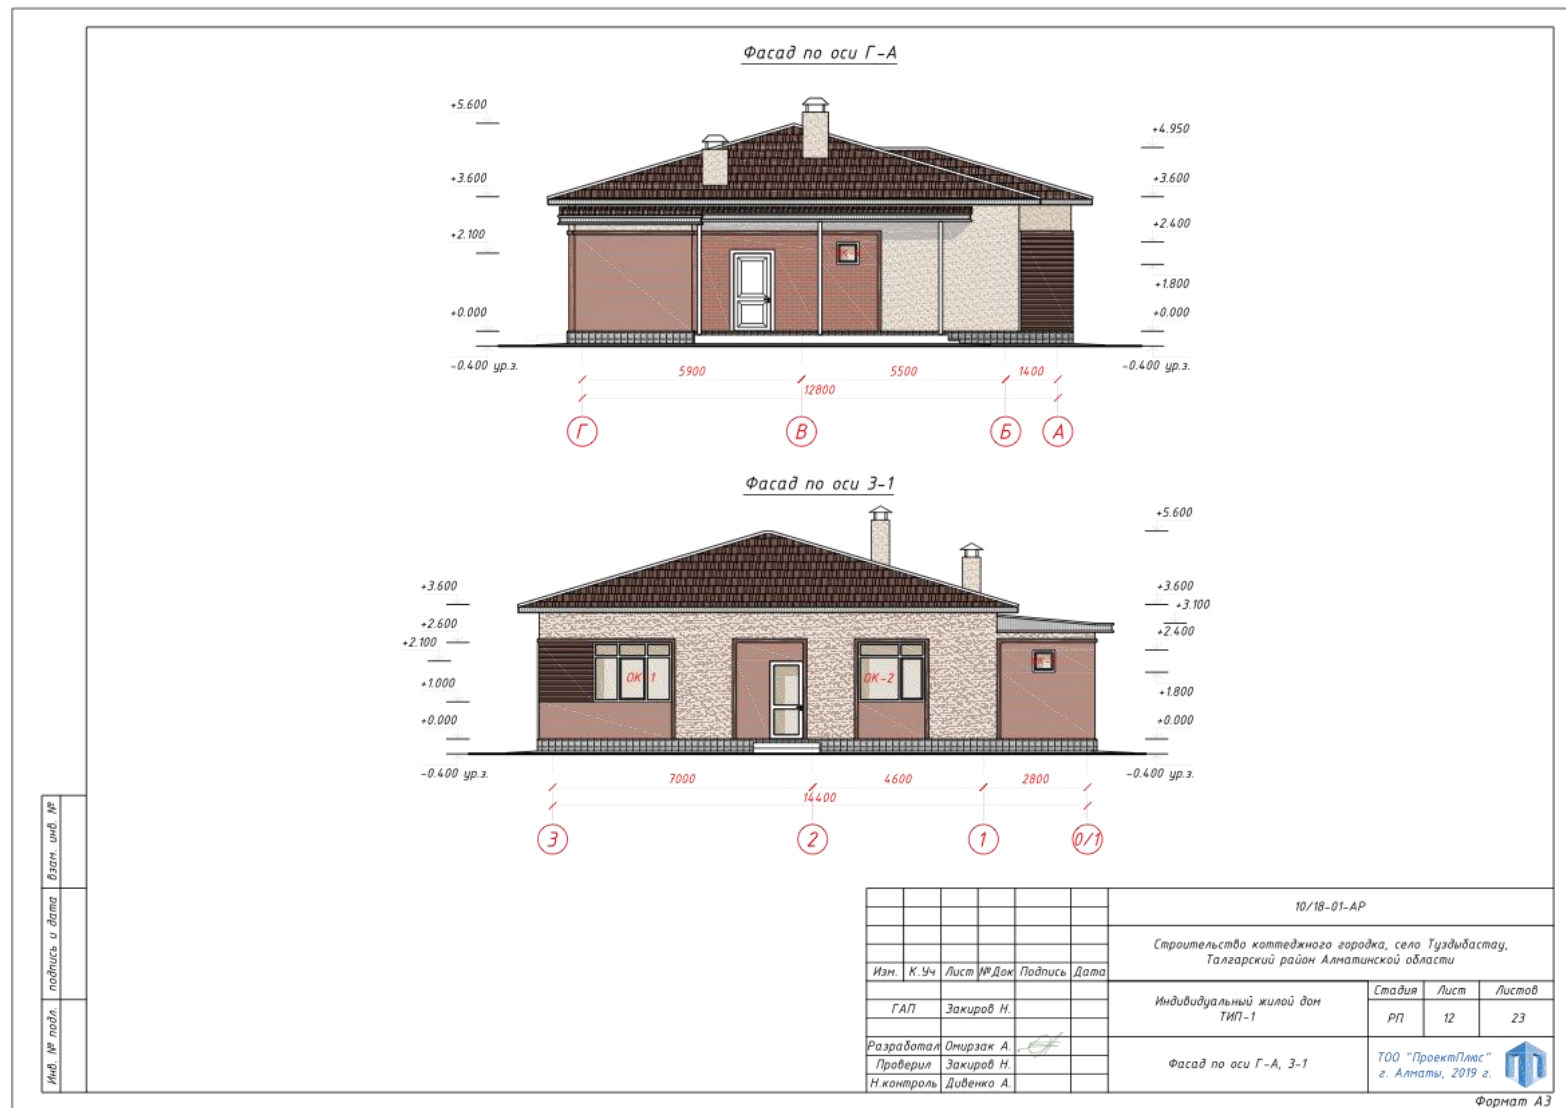 Фасад по оси Г-А
+5.600
+3.600
+2.100
+0.000
-0.400 ур.з.
+4.950
+3.600
+2.400
+1.800
+0.000
-0.400 ур.з.
5900
5500
1400
12800
Г
В
Б
А
Фасад по оси 3-1
+3.600
+2.600
+2.100
+1.000
+0.000
-0.400 ур.з.
ОК-1
ОК-2
+5.600
+3.600
+3.100
+2.400
+1.800
+0.000
-0.400 ур.з.
7000
4600
2800
14400
3
2
1
0/1
взам. инв. №
подпись и дата
Инв. № подл.
10/18-01-АР
Строительство коттеджного городка, село Туздыбастау,
Талгарский район Алматинской области
Изм. К.Уч Лист №Док Подпись Дата
ГАП Закиров Н.
Индивидуальный жилой дом
ТИП-1
Стадия Лист Листов
РП 12 23
Разработал Омирзак А.
Проверил Закиров Н.
Н.контроль Дивенко А.
Фасад по оси Г-А, 3-1
ТОО "ПроектПлюс"
г. Алматы, 2019 г.
Формат А3